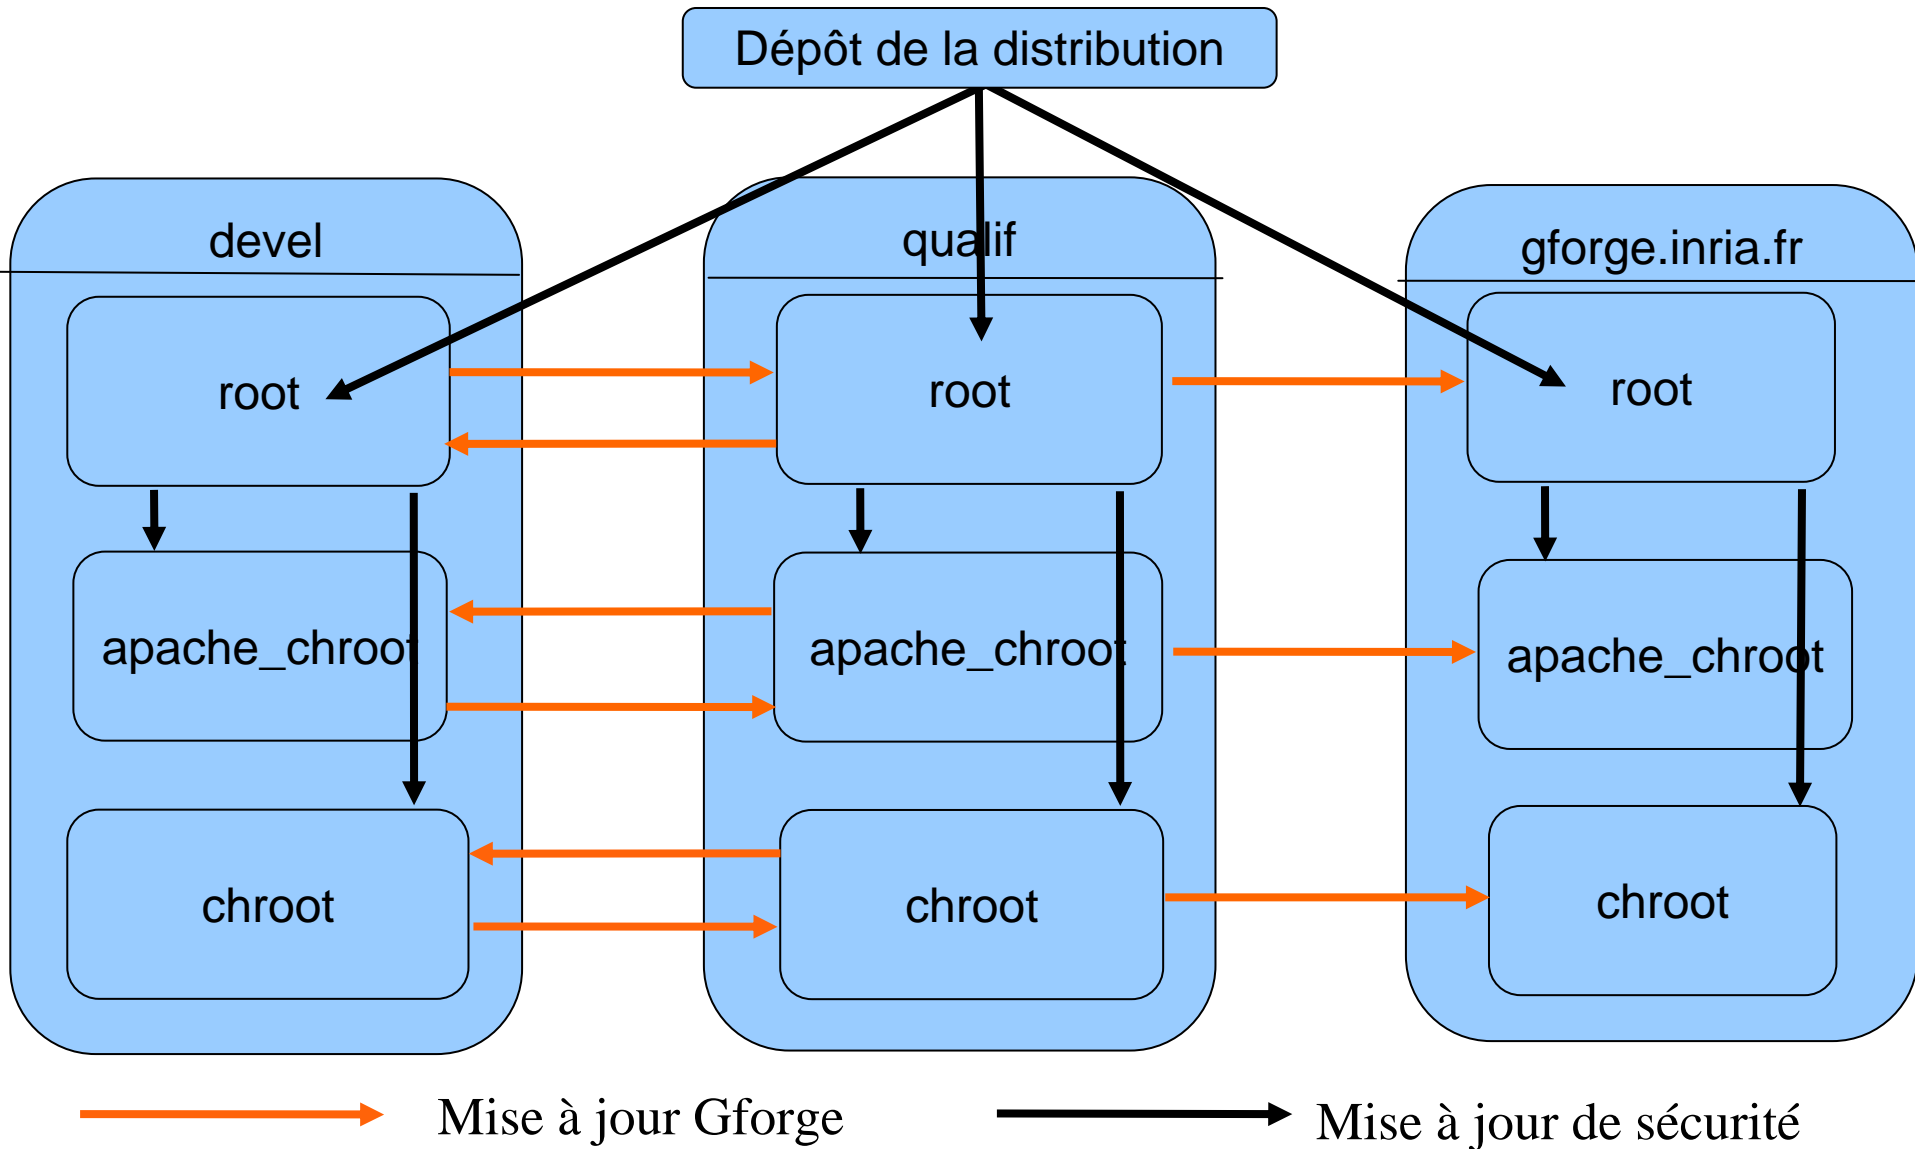 Dépôt de la distribution
devel
qualif
gforge.inria.fr
root
root
root
apache_chroot
apache_chroot
apache_chroot
chroot
chroot
chroot
Mise à jour Gforge
Mise à jour de sécurité